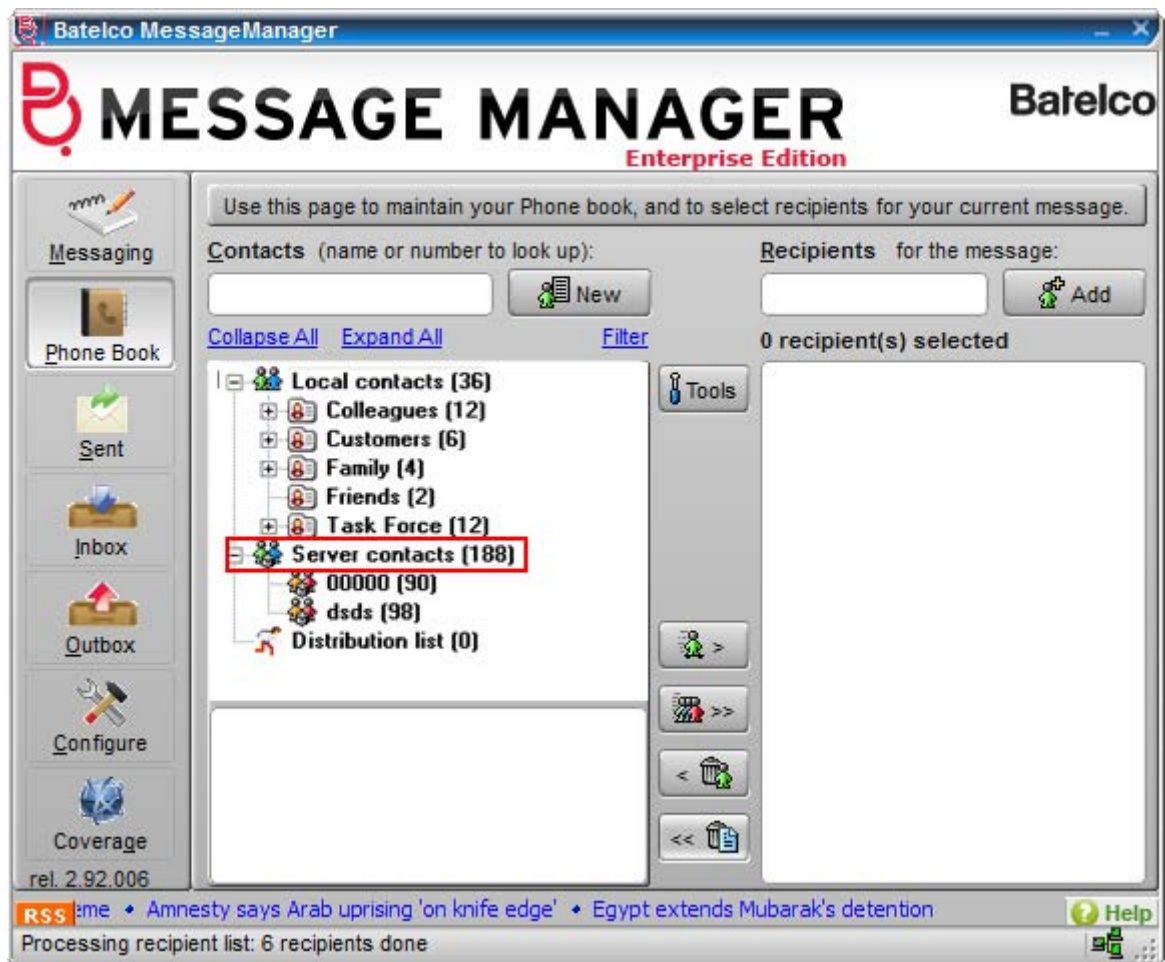 Batelco MessageManager
MESSAGE MANAGER
Enterprise Edition
Batelco
Messaging
Phone Book
Sent
Inbox
Outbox
Configure
Coverage
rel. 2.92.006
Use this page to maintain your Phone book, and to select recipients for your current message.
Contacts (name or number to look up):
New
Collapse All Expand All Filter
Local contacts (36)
Colleagues (12)
Customers (6)
Family (4)
Friends (2)
Task Force (12)
Server contacts (188)
00000 (90)
dsds (98)
Distribution list (0)
Tools
>
>>
<
<<
Recipients for the message:
Add
0 recipient(s) selected
RSS eme • Amnesty says Arab uprising 'on knife edge' • Egypt extends Mubarak's detention
Help
Processing recipient list: 6 recipients done